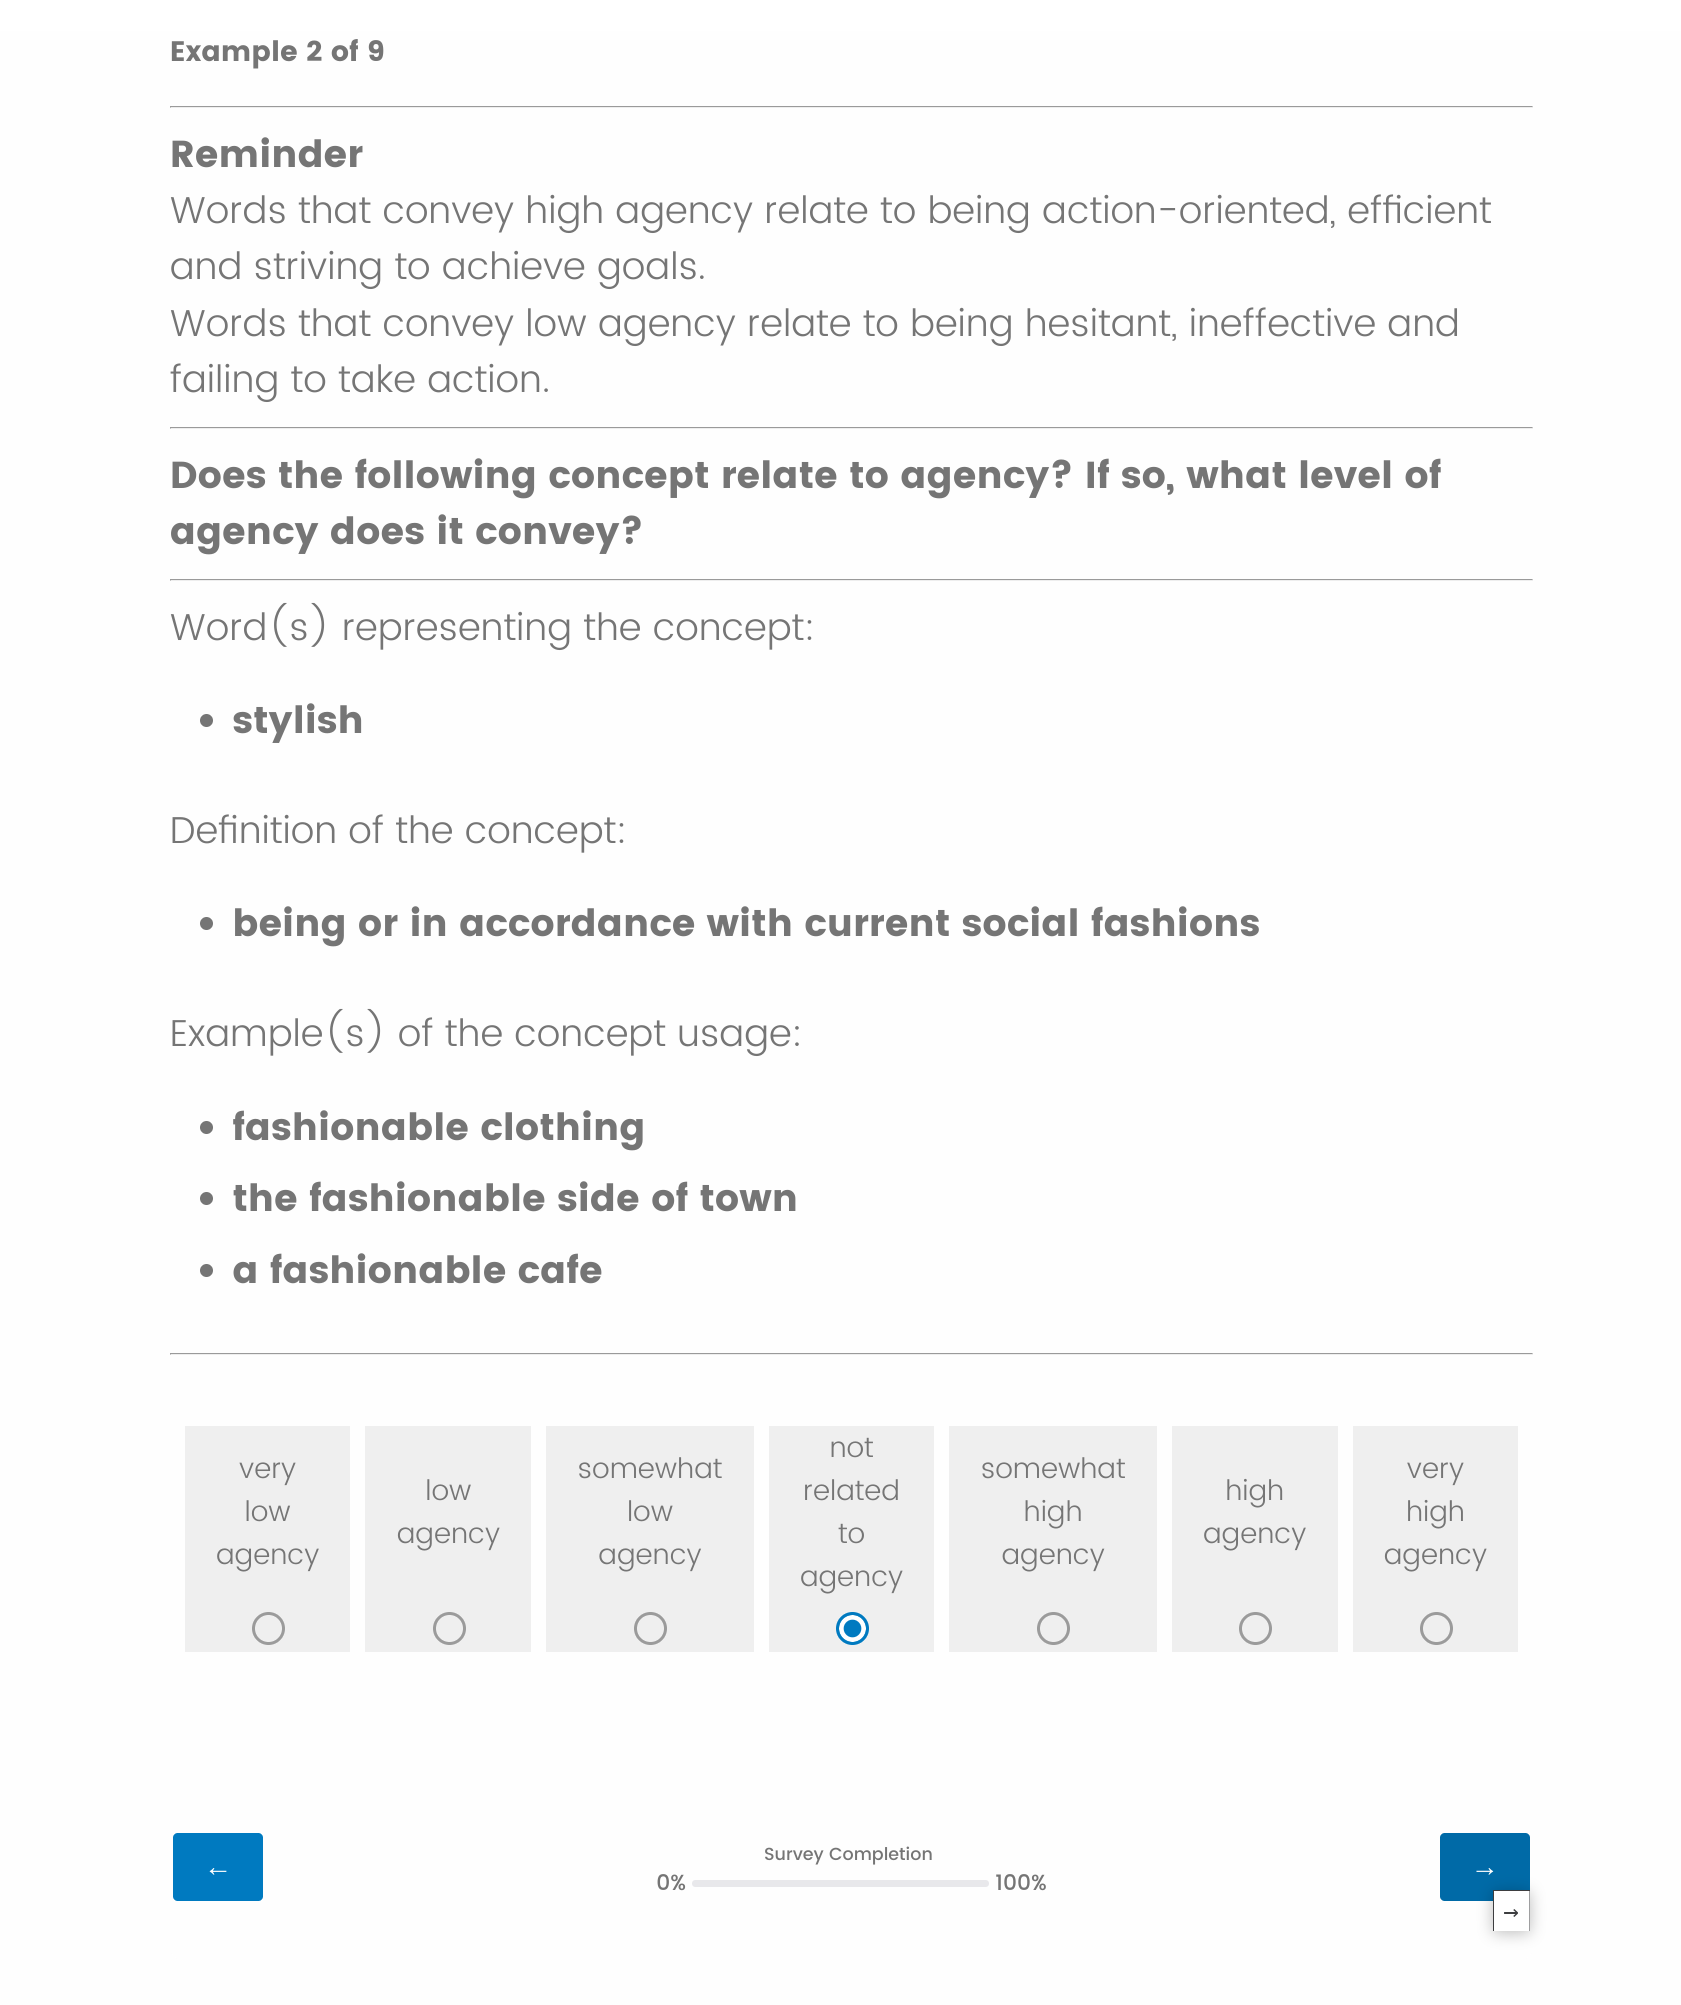 Example 2 of 9
Reminder
Words that convey high agency relate to being action-oriented, efficient
and striving to achieve goals.
Words that convey low agency relate to being hesitant, ineffective and
failing to take action.
Does the following concept relate to agency? If so, what level of
agency does it convey?
Word(s) representing the concept:
• stylish
Definition of the concept:
• being or in accordance with current social fashions
Example(s) of the concept usage:
• fashionable clothing
• the fashionable side of town
• a fashionable cafe
very
low
agency
low
agency
somewhat
low
agency
not
related
to
agency
somewhat
high
agency
high
agency
very
high
agency
←
Survey Completion
0% 100%
→
→